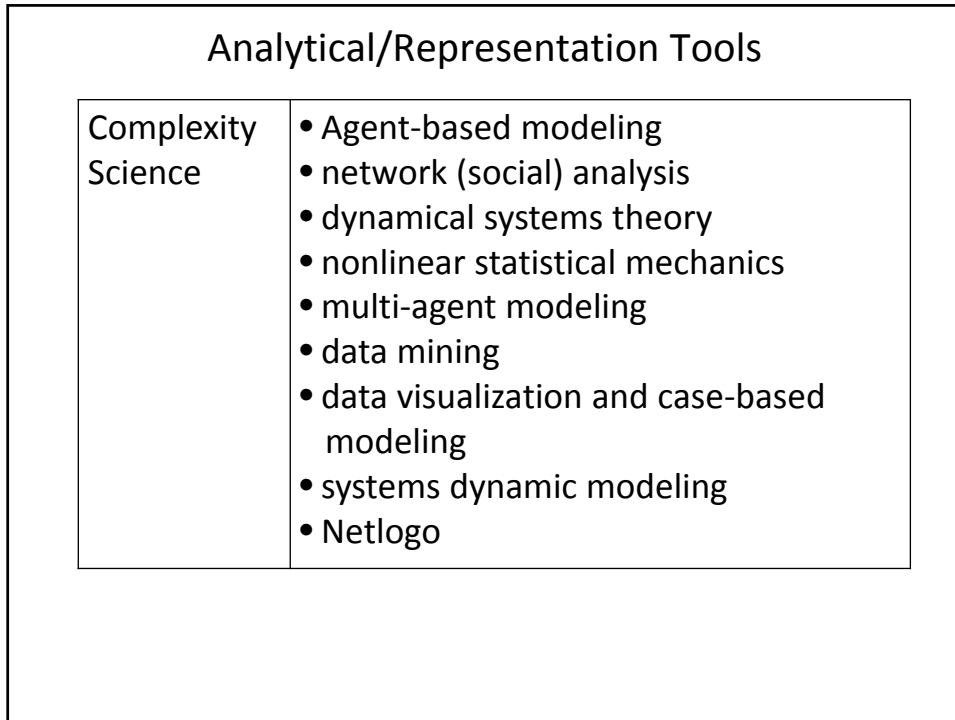 Analytical/Representation Tools
Complexity
Science
• Agent-based modeling
• network (social) analysis
• dynamical systems theory
• nonlinear statistical mechanics
• multi-agent modeling
• data mining
• data visualization and case-based
modeling
• systems dynamic modeling
• Netlogo